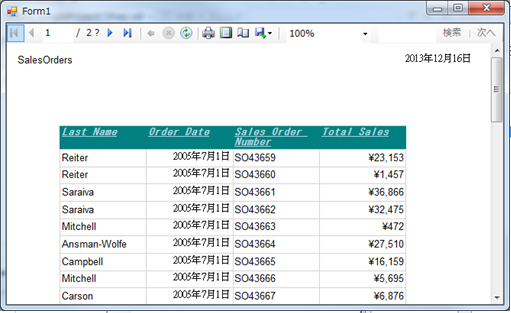 Form1
1 / 2 ? 100% 検索 | 次へ
SalesOrders 2013年12月16日
Last Name Order Date Sales Order Number Total Sales
Reiter 2005年7月1日 SO43659 ¥23,153
Reiter 2005年7月1日 SO43660 ¥1,457
Saraiva 2005年7月1日 SO43661 ¥36,866
Saraiva 2005年7月1日 SO43662 ¥32,475
Mitchell 2005年7月1日 SO43663 ¥472
Ansman-Wolfe 2005年7月1日 SO43664 ¥27,510
Campbell 2005年7月1日 SO43665 ¥16,159
Mitchell 2005年7月1日 SO43666 ¥5,695
Carson 2005年7月1日 SO43667 ¥6,876